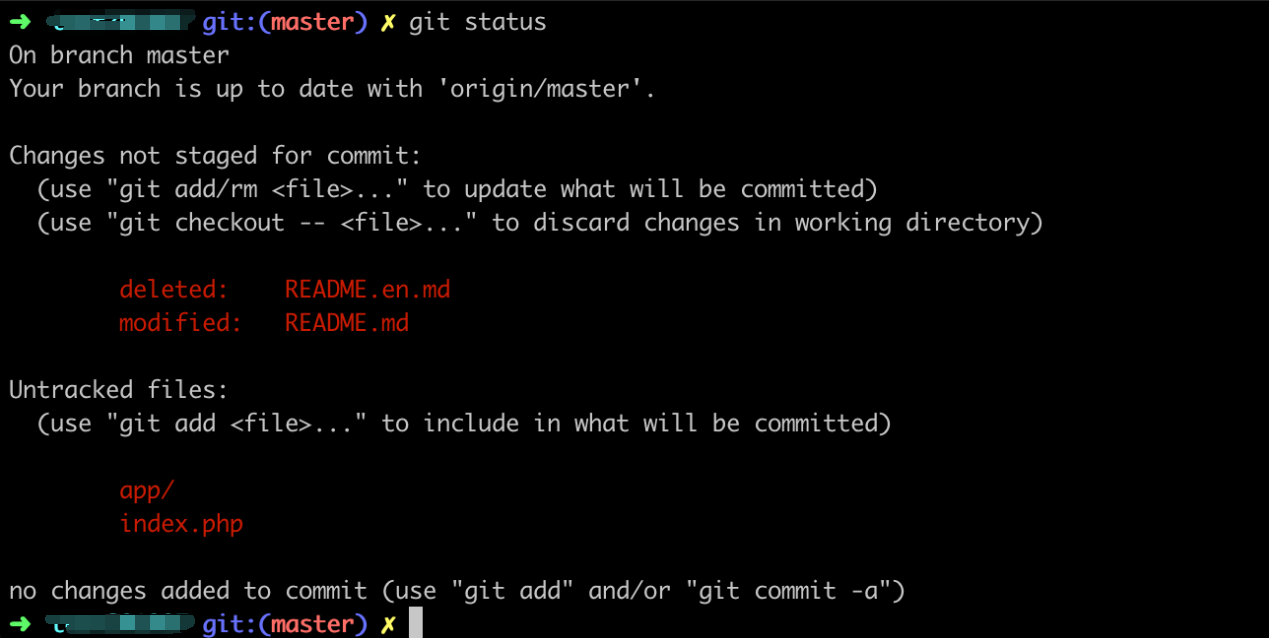 ➜ git:(master) ✗ git status
On branch master
Your branch is up to date with 'origin/master'.
Changes not staged for commit:
(use "git add/rm <file>..." to update what will be committed)
(use "git checkout -- <file>..." to discard changes in working directory)
deleted: README.en.md
modified: README.md
Untracked files:
(use "git add <file>..." to include in what will be committed)
app/
index.php
no changes added to commit (use "git add" and/or "git commit -a")
➜ git:(master) ✗